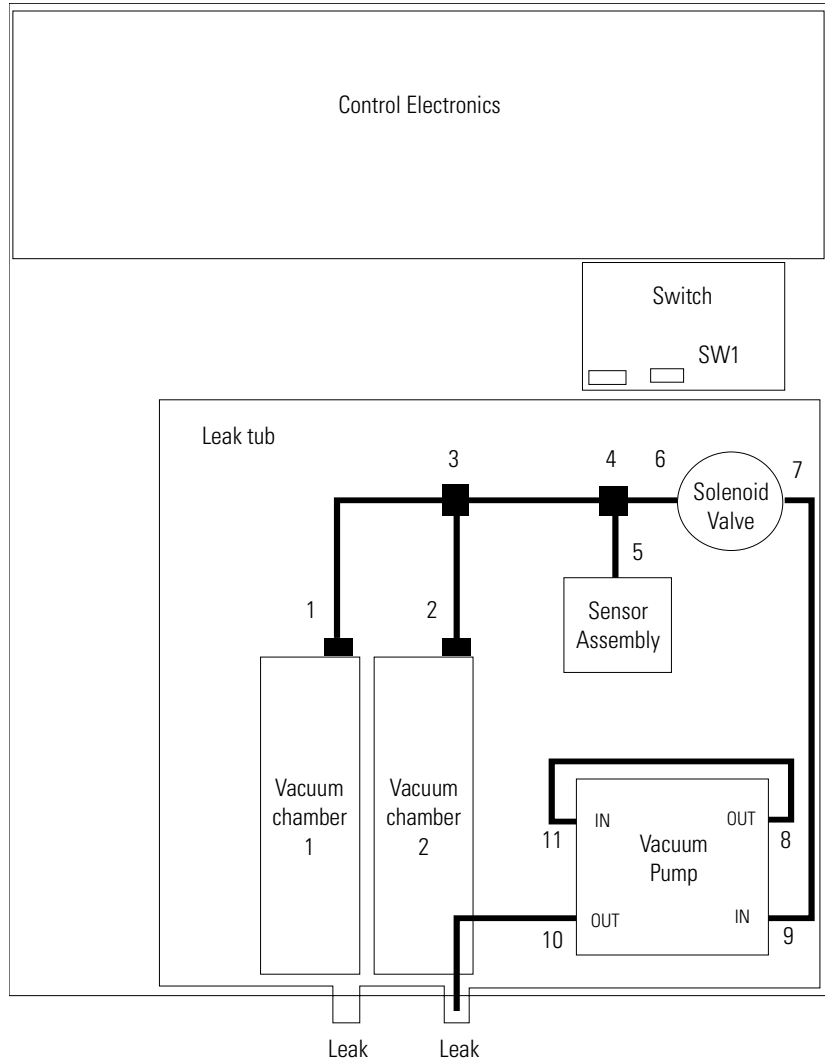 Control Electronics
Switch
SW1
Leak tub
3
4
6
7
Solenoid
Valve
5
1
2
Sensor
Assembly
Vacuum
chamber
1
Vacuum
chamber
2
11
IN
OUT
8
Vacuum
Pump
10
OUT
IN
9
Leak
Leak